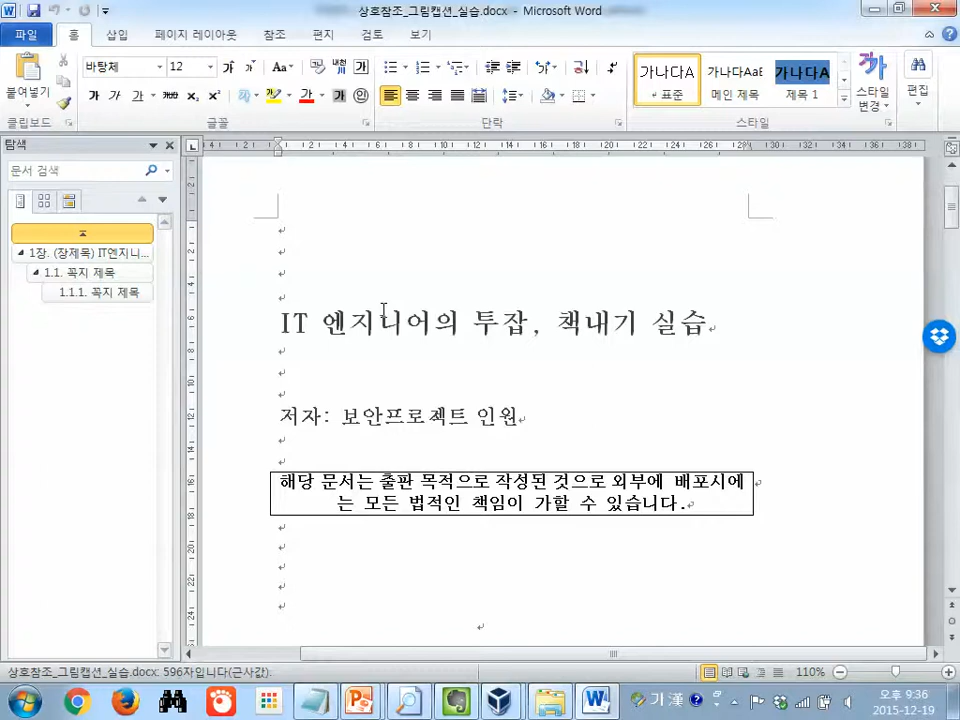 상호참조_그림캡션_실습.docx - Microsoft Word
파일 홈 삽입 페이지 레이아웃 참조 편지 검토 보기
붙여넣기
바탕체 12
가나다A 가나다AaE 가나다A
표준 메인 제목 제목 1
스타일 변경
편집
클립보드 글꼴 단락 스타일
탐색
문서 검색
1장. (장제목) IT엔지니...
1.1. 꼭지 제목
1.1.1. 꼭지 제목
IT 엔지니어의 투잡, 책내기 실습
저자: 보안프로젝트 인원
해당 문서는 출판 목적으로 작성된 것으로 외부에 배포시에
는 모든 법적인 책임이 가할 수 있습니다.
상호참조_그림캡션_실습.docx: 596자입니다(근사값).
110%
가 漢
오후 9:36
2015-12-19